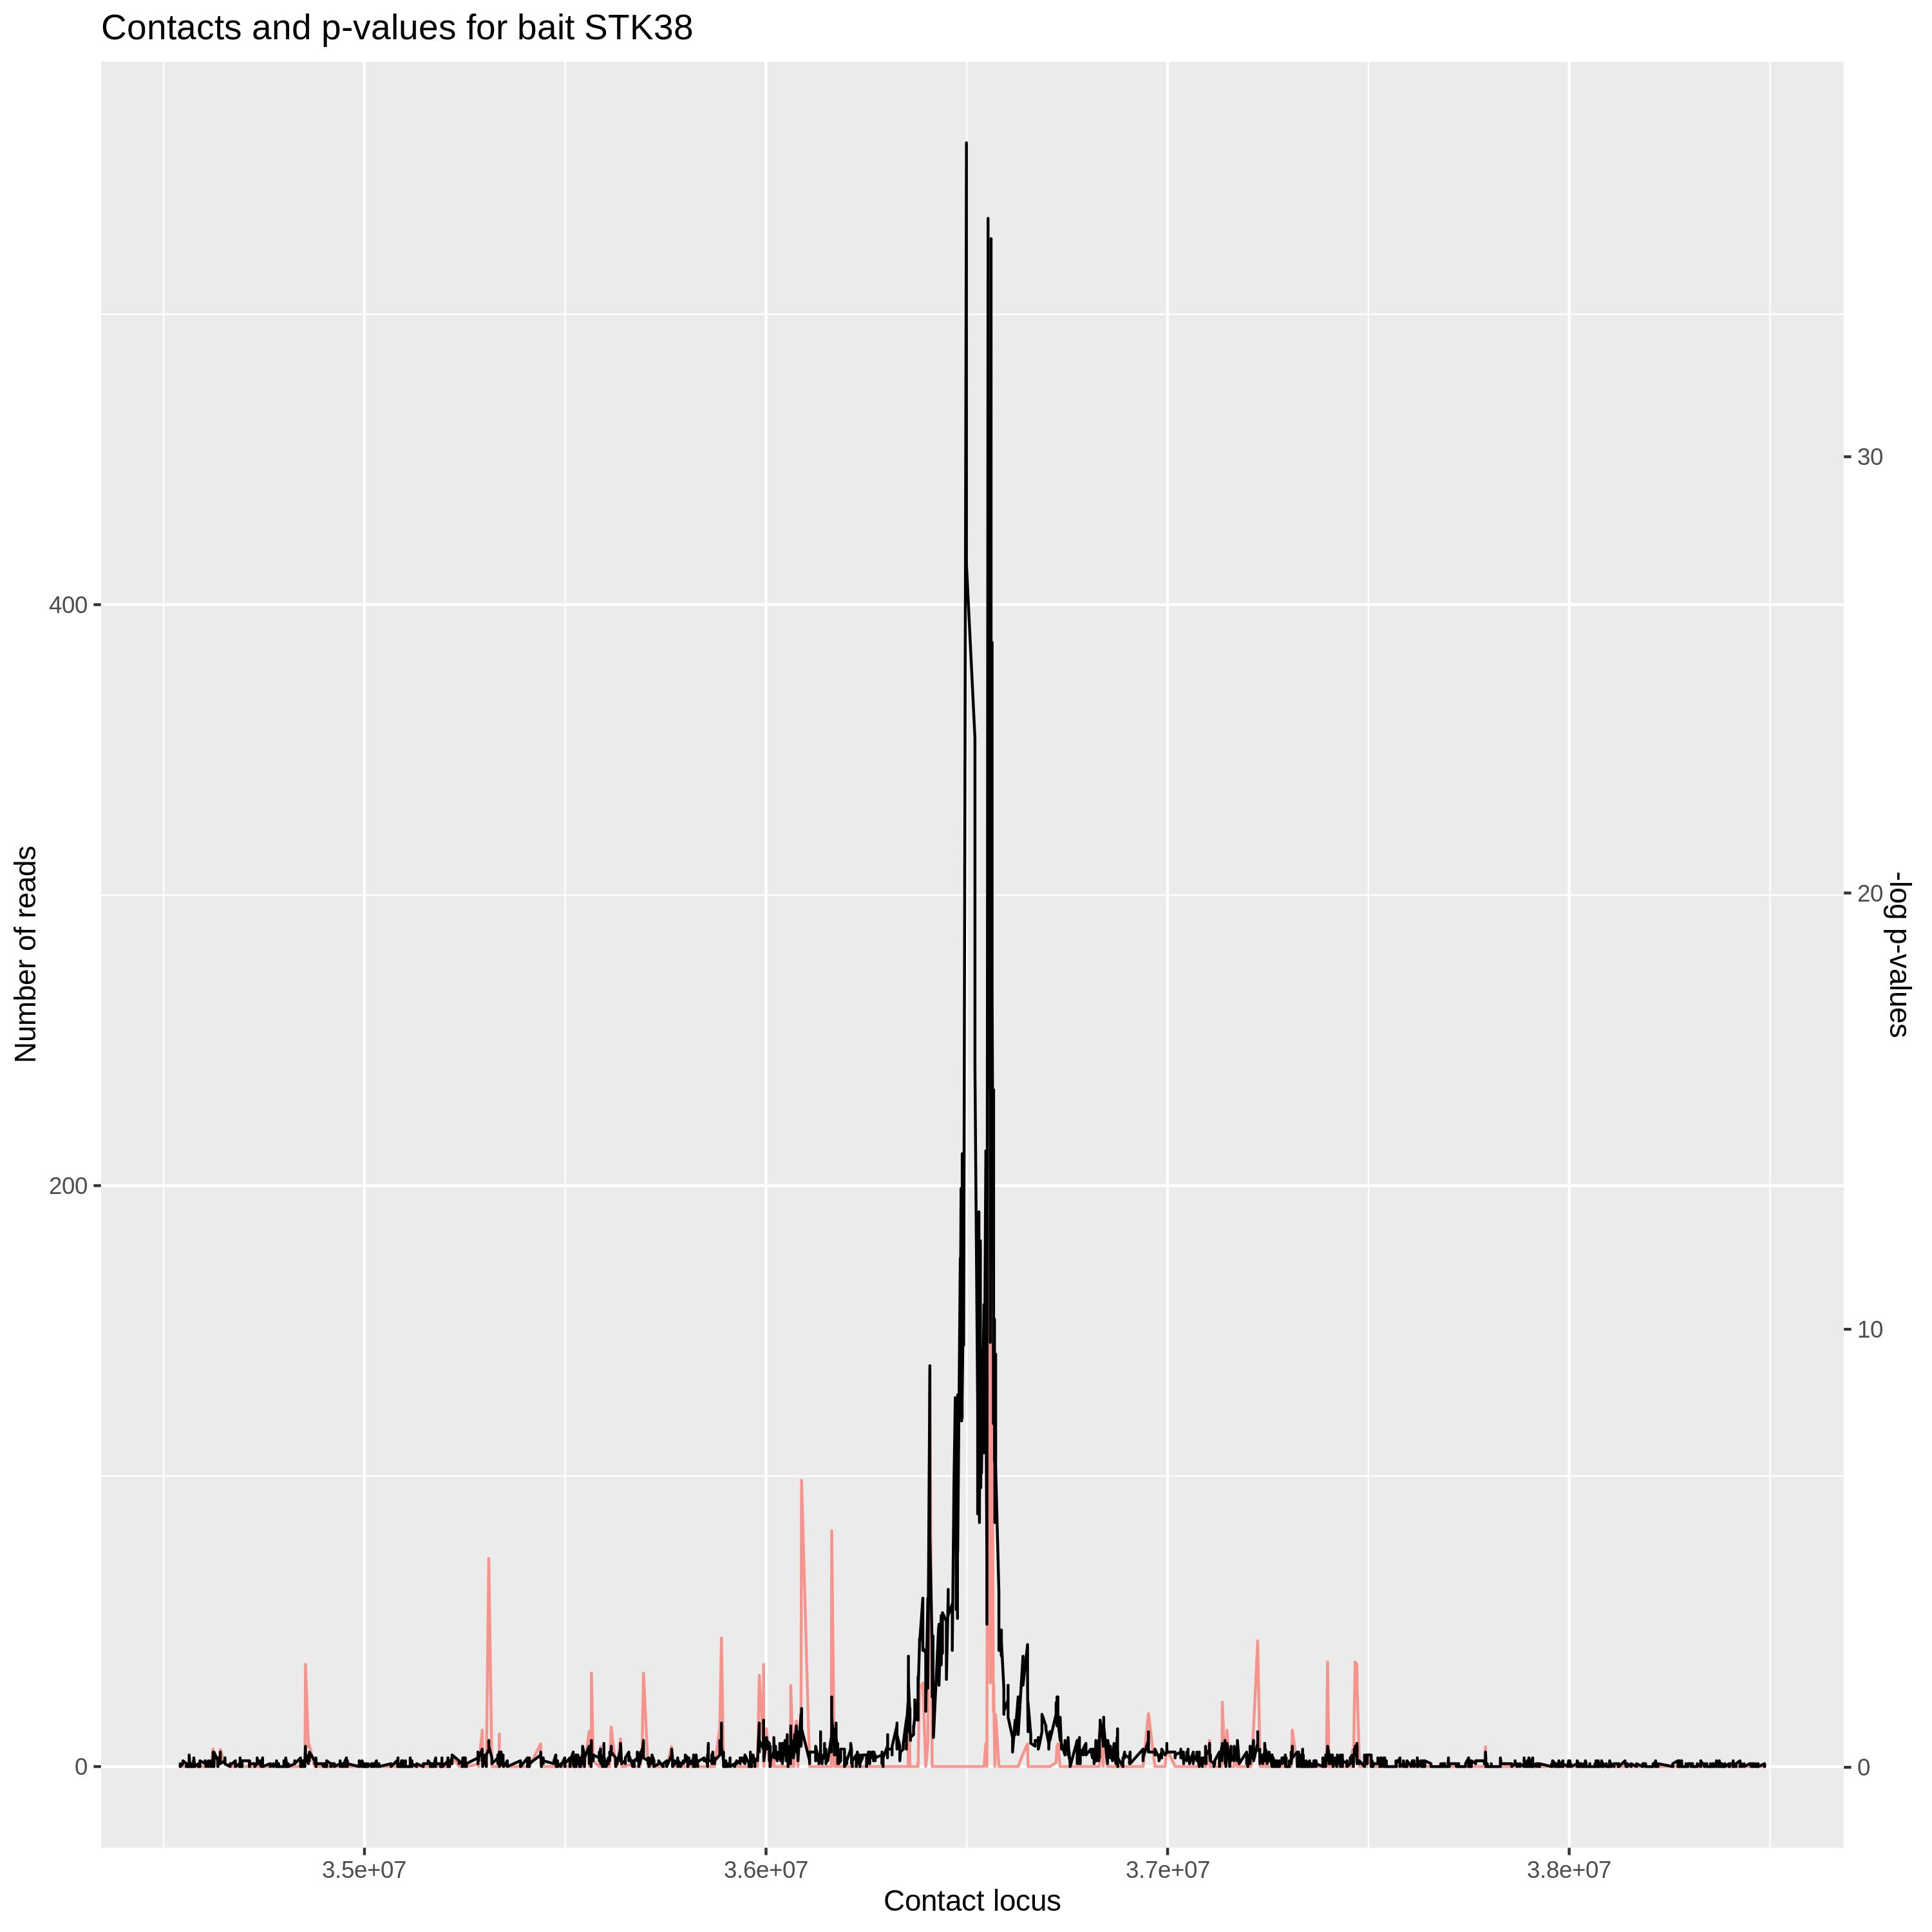 Contacts and p-values for bait STK38
Number of reads
400
200
0
30
20
10
0
-log p-values
3.5e+07
3.6e+07
3.7e+07
3.8e+07
Contact locus